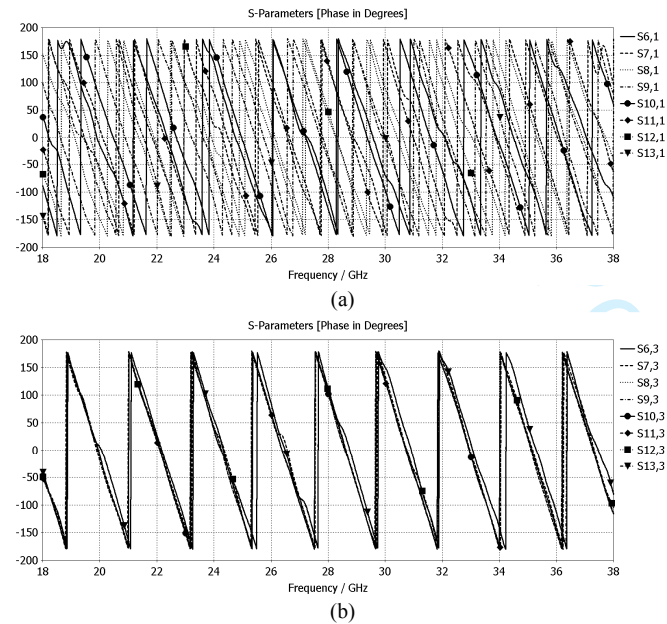 S-Parameters [Phase in Degrees]
200
150
100
50
0
-50
-100
-150
-200
18 20 22 24 26 28 30 32 34 36 38
Frequency / GHz
S6,1
S7,1
S8,1
S9,1
S10,1
S11,1
S12,1
S13,1
(a)
S-Parameters [Phase in Degrees]
200
150
100
50
0
-50
-100
-150
-200
18 20 22 24 26 28 30 32 34 36 38
Frequency / GHz
S6,3
S7,3
S8,3
S9,3
S10,3
S11,3
S12,3
S13,3
(b)